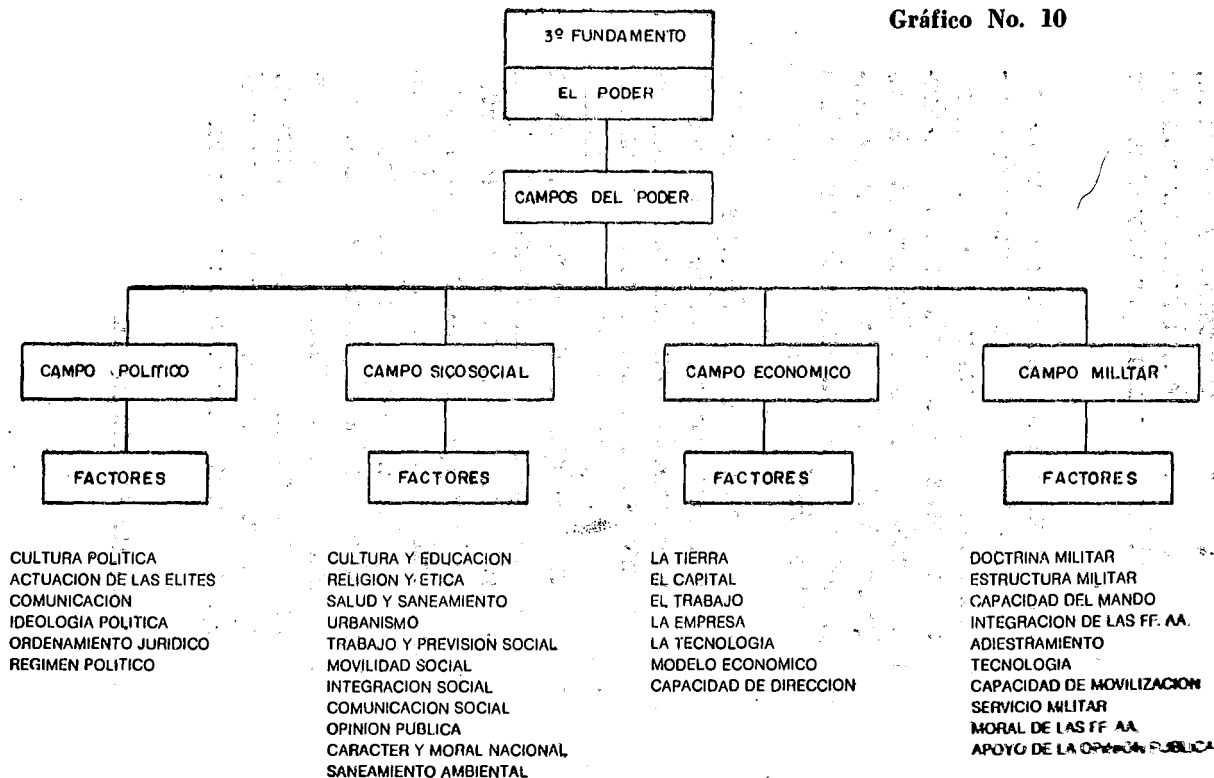 Gráfico No. 10
3º FUNDAMENTO
EL PODER
CAMPOS DEL PODER
CAMPO POLITICO
CAMPO SICOSOCIAL
CAMPO ECONOMICO
CAMPO MILITAR
FACTORES
FACTORES
FACTORES
FACTORES
CULTURA POLITICA
ACTUACION DE LAS ELITES
COMUNICACION
IDEOLOGIA POLITICA
ORDENAMIENTO JURIDICO
REGIMEN POLITICO
CULTURA Y EDUCACION
RELIGION Y ETICA
SALUD Y SANEAMIENTO
URBANISMO
TRABAJO Y PREVISION SOCIAL
MOVILIDAD SOCIAL
INTEGRACION SOCIAL
COMUNICACION SOCIAL
OPINION PUBLICA
CARACTER Y MORAL NACIONAL
SANEAMIENTO AMBIENTAL
LA TIERRA
EL CAPITAL
EL TRABAJO
LA EMPRESA
LA TECNOLOGIA
MODELO ECONOMICO
CAPACIDAD DE DIRECCION
DOCTRINA MILITAR
ESTRUCTURA MILITAR
CAPACIDAD DEL MANDO
INTEGRACION DE LAS FF. AA.
ADIESTRAMIENTO
TECNOLOGIA
CAPACIDAD DE MOVILIZACION
SERVICIO MILITAR
MORAL DE LAS FF AA.
APOYO DE LA OPINION PUBLICA